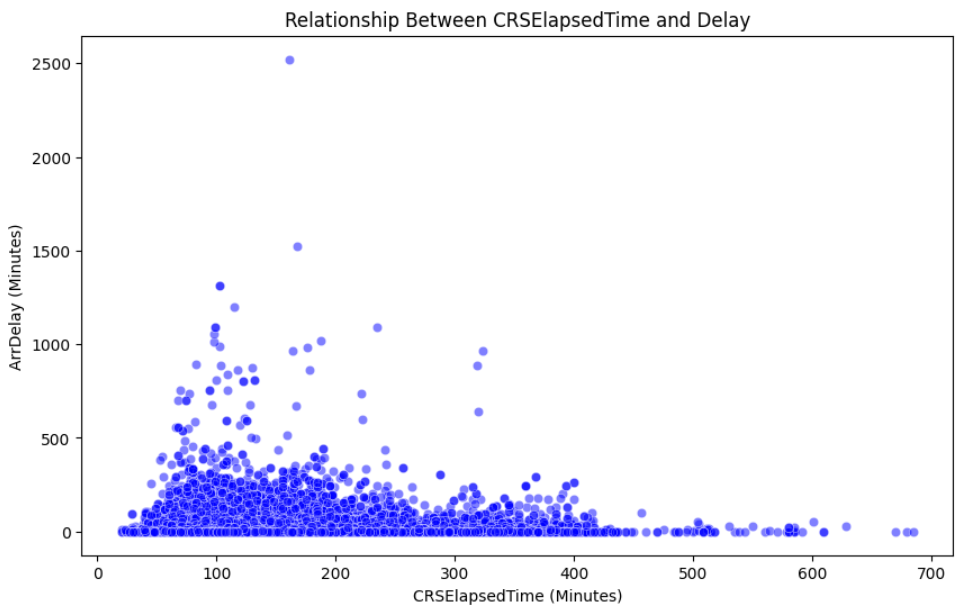 Relationship Between CRSElapsedTime and Delay
2500
2000
1500
1000
500
0
ArrDelay (Minutes)
0 100 200 300 400 500 600 700
CRSElapsedTime (Minutes)